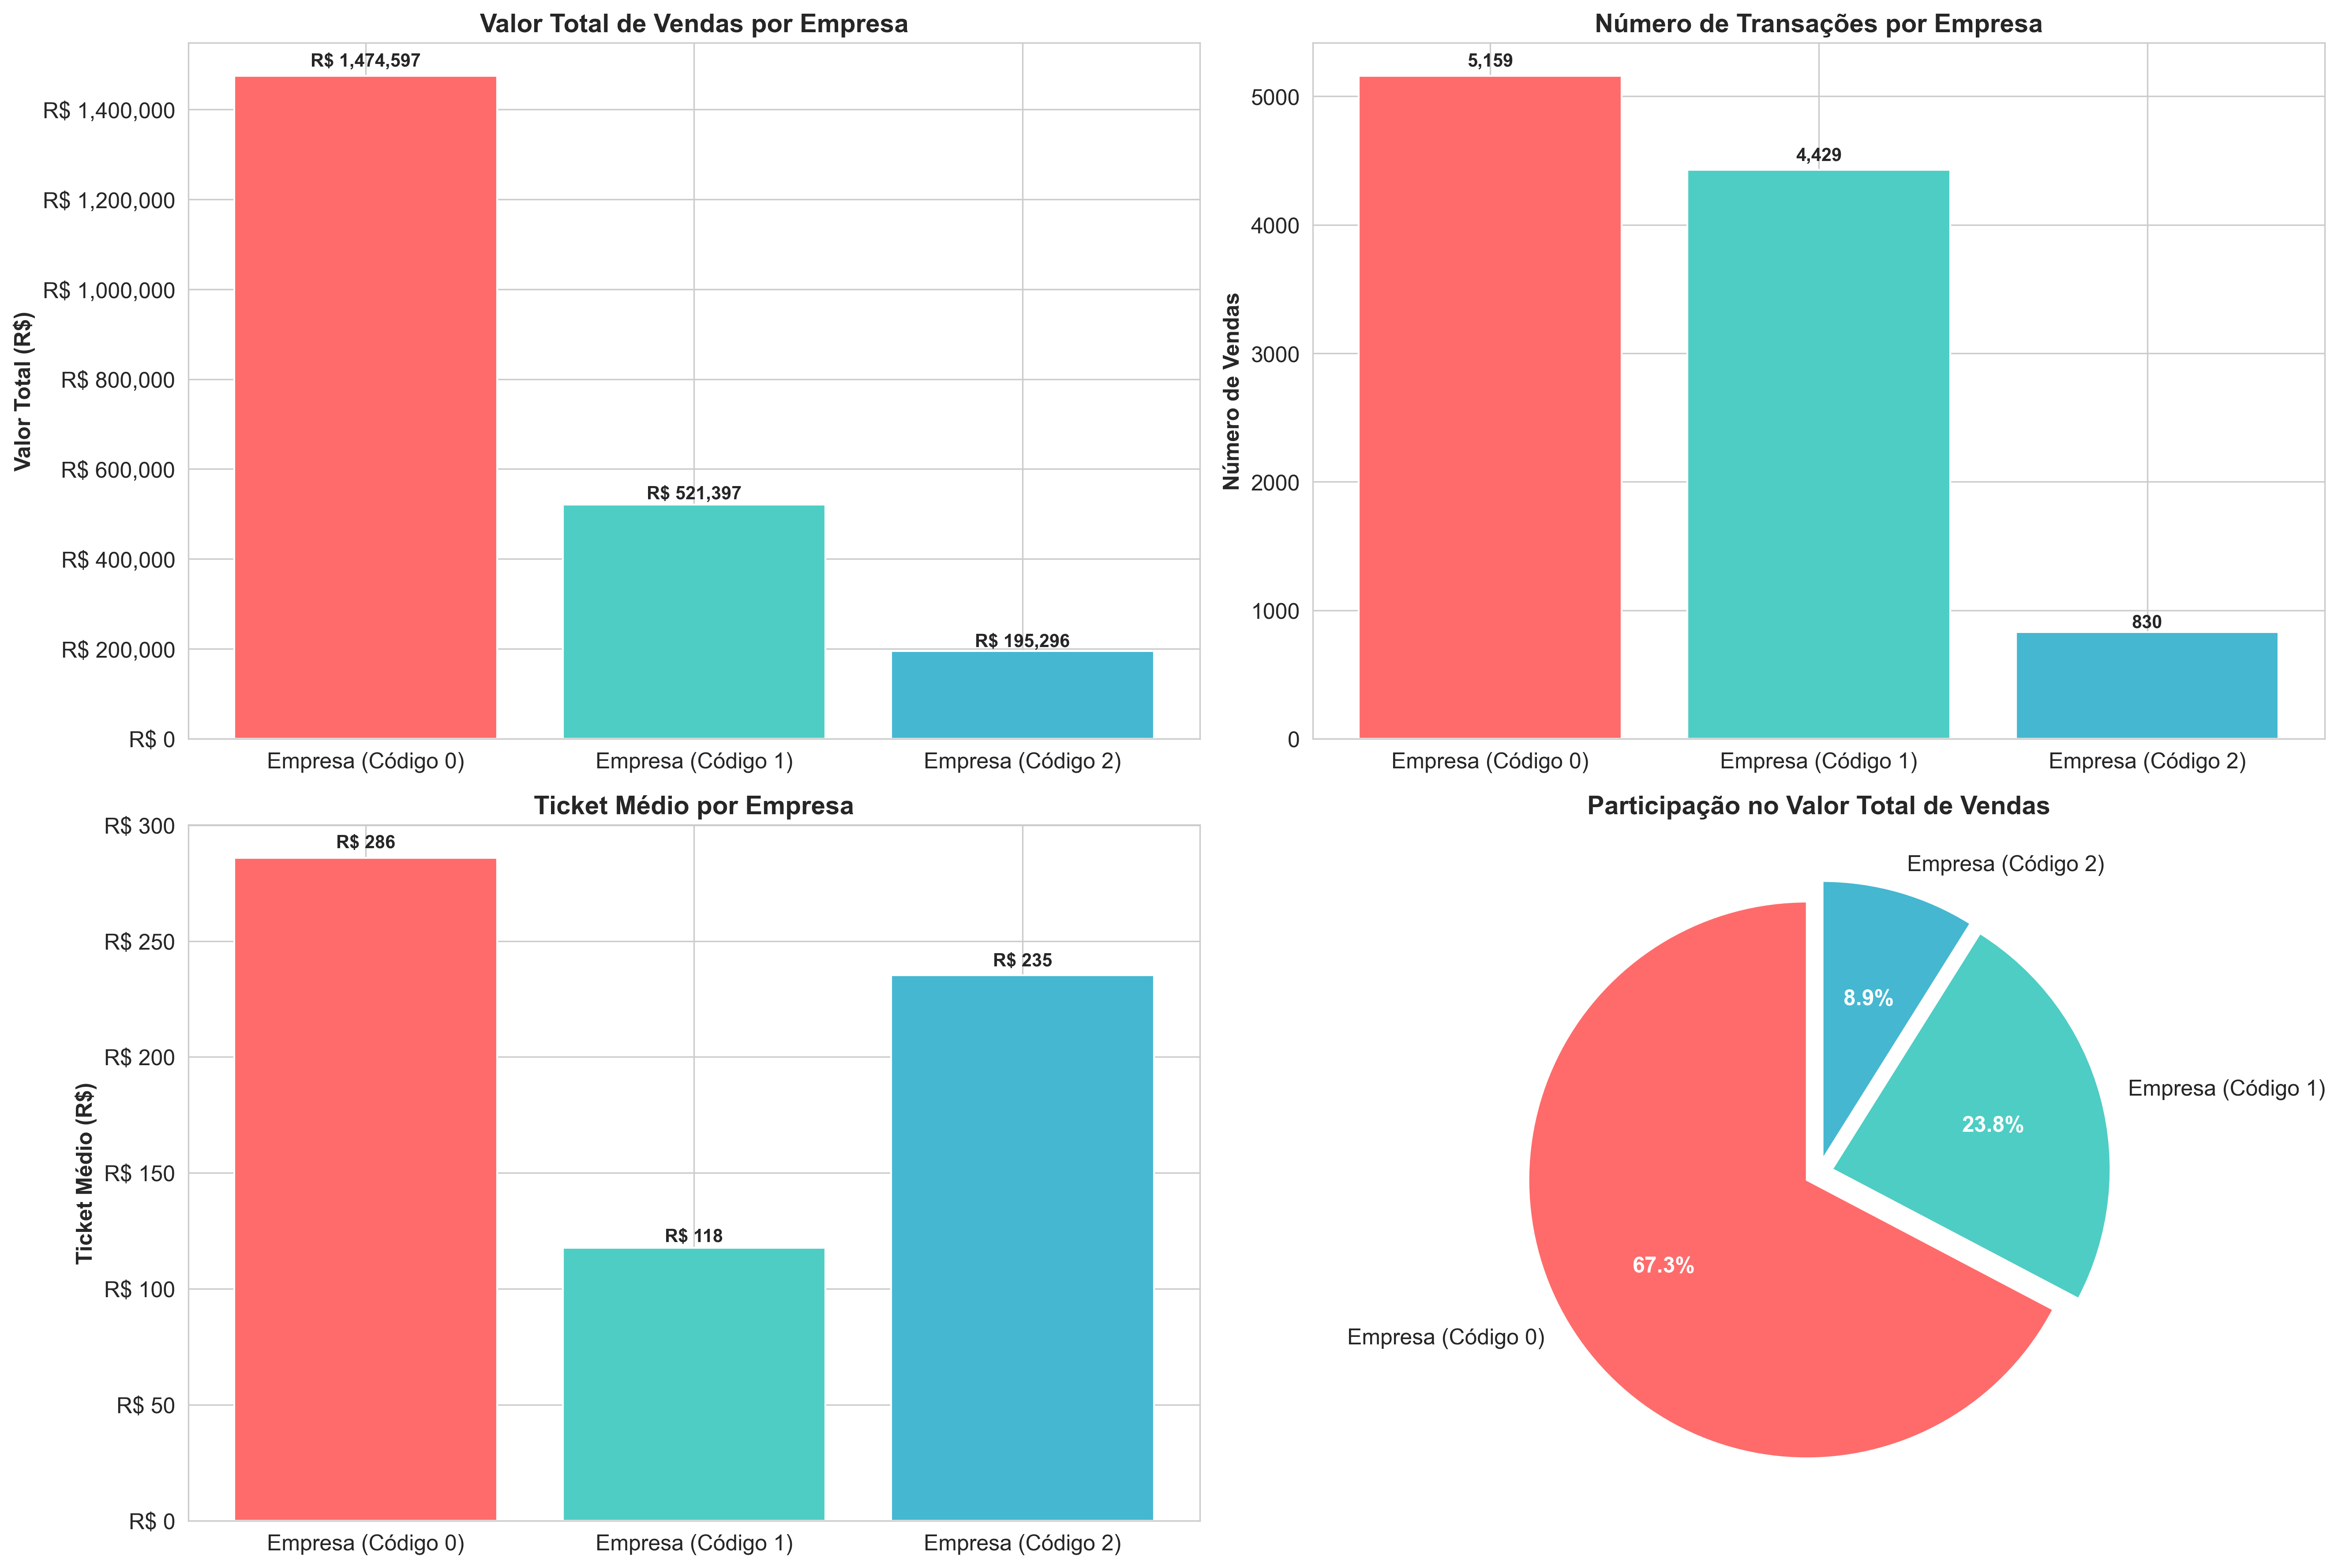 Valor Total de Vendas por Empresa
Valor Total (R$)
R$ 1,400,000
R$ 1,200,000
R$ 1,000,000
R$ 800,000
R$ 600,000
R$ 400,000
R$ 200,000
R$ 0
R$ 1,474,597
R$ 521,397
R$ 195,296
Empresa (Código 0)
Empresa (Código 1)
Empresa (Código 2)
Número de Transações por Empresa
Número de Vendas
5000
4000
3000
2000
1000
0
5,159
4,429
830
Empresa (Código 0)
Empresa (Código 1)
Empresa (Código 2)
Ticket Médio por Empresa
Ticket Médio (R$)
R$ 300
R$ 250
R$ 200
R$ 150
R$ 100
R$ 50
R$ 0
R$ 286
R$ 118
R$ 235
Empresa (Código 0)
Empresa (Código 1)
Empresa (Código 2)
Participação no Valor Total de Vendas
Empresa (Código 2)
8.9%
Empresa (Código 1)
23.8%
67.3%
Empresa (Código 0)